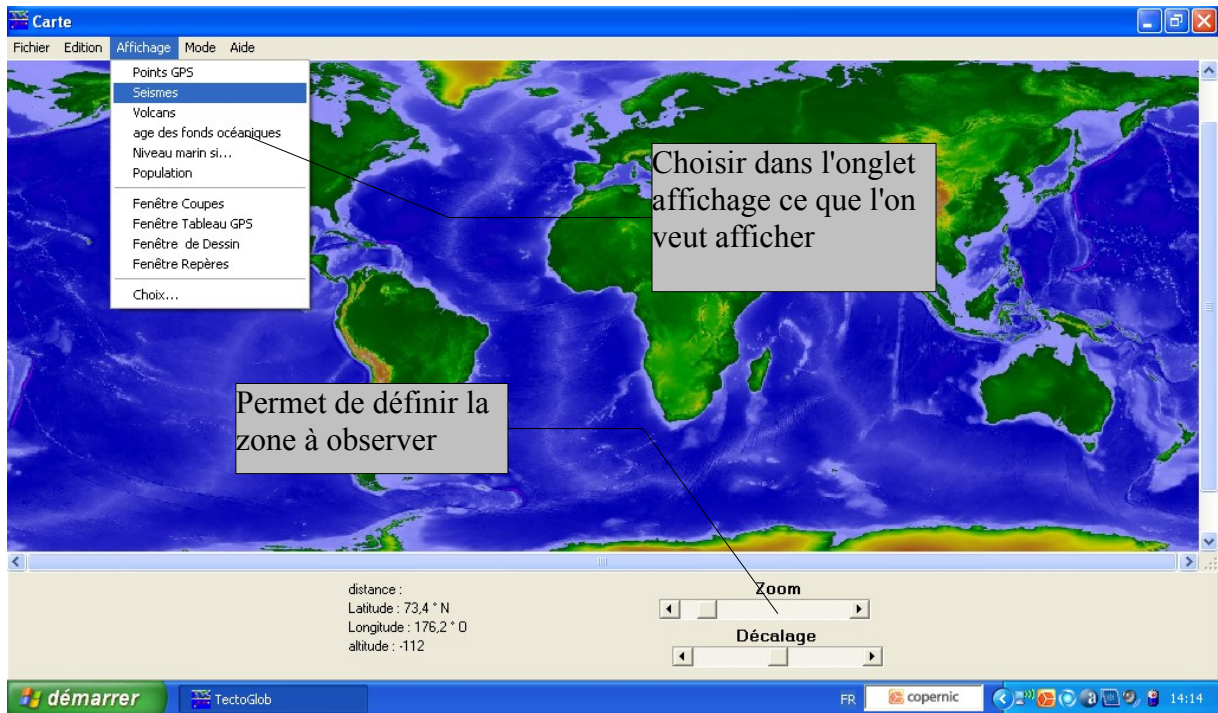 Carte
Fichier Edition Affichage Mode Aide
Points GPS
Seismes
Volcans
age des fonds océaniques
Niveau marin si...
Population
Fenêtre Coupes
Fenêtre Tableau GPS
Fenêtre de Dessin
Fenêtre Repères
Choix...
Choisir dans l'onglet
affichage ce que l'on
veut afficher
Permet de définir la
zone à observer
distance :
Latitude : 73,4 ° N
Longitude : 176,2 ° O
altitude : -112
Zoom
Décalage
démarrer
TectoGlob
FR
copernic
14:14